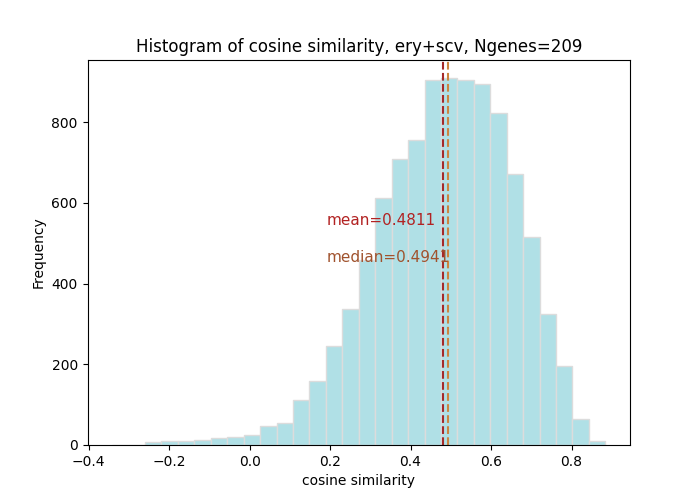 Histogram of cosine similarity, ery+scv, Ngenes=209
800
600
400
200
0
Frequency
mean=0.4811
median=0.4941
−0.4
−0.2
0.0
0.2
0.4
0.6
0.8
cosine similarity